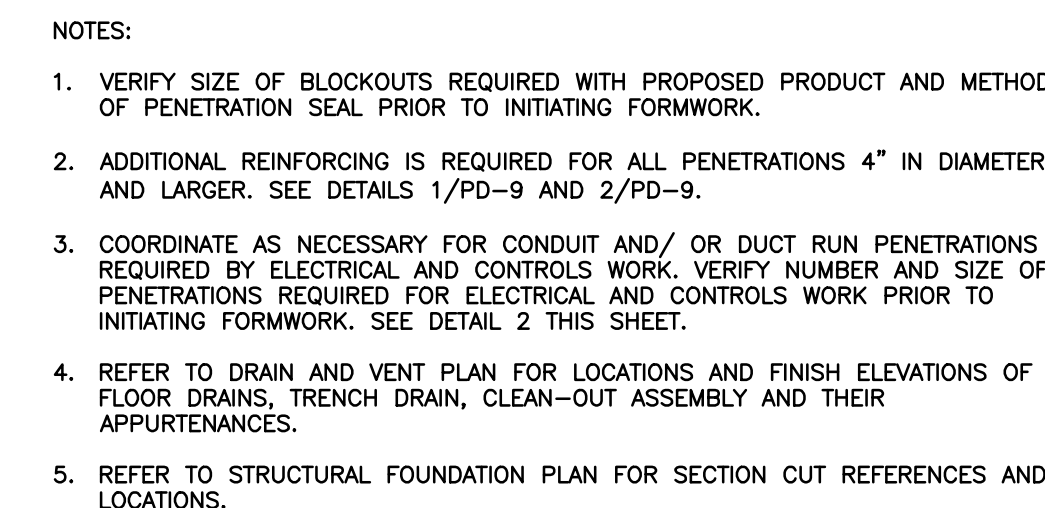 NOTES:
1. VERIFY SIZE OF BLOCKOUTS REQUIRED WITH PROPOSED PRODUCT AND METHOD
OF PENETRATION SEAL PRIOR TO INITIATING FORMWORK.
2. ADDITIONAL REINFORCING IS REQUIRED FOR ALL PENETRATIONS 4" IN DIAMETER
AND LARGER. SEE DETAILS 1/PD-9 AND 2/PD-9.
3. COORDINATE AS NECESSARY FOR CONDUIT AND/ OR DUCT RUN PENETRATIONS
REQUIRED BY ELECTRICAL AND CONTROLS WORK. VERIFY NUMBER AND SIZE OF
PENETRATIONS REQUIRED FOR ELECTRICAL AND CONTROLS WORK PRIOR TO
INITIATING FORMWORK. SEE DETAIL 2 THIS SHEET.
4. REFER TO DRAIN AND VENT PLAN FOR LOCATIONS AND FINISH ELEVATIONS OF
FLOOR DRAINS, TRENCH DRAIN, CLEAN-OUT ASSEMBLY AND THEIR
APPURTENANCES.
5. REFER TO STRUCTURAL FOUNDATION PLAN FOR SECTION CUT REFERENCES AND
LOCATIONS.